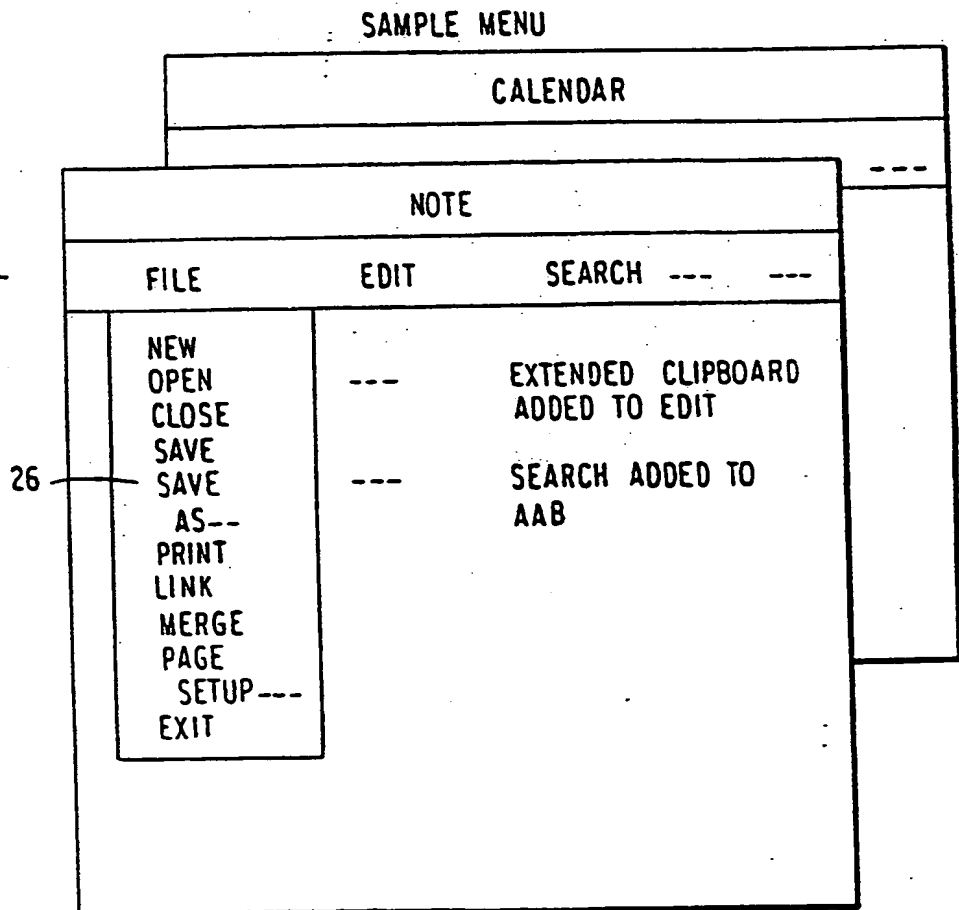 SAMPLE MENU
CALENDAR
---
NOTE
FILE EDIT SEARCH --- ---
NEW
OPEN --- EXTENDED CLIPBOARD
CLOSE ADDED TO EDIT
SAVE
26 SAVE --- SEARCH ADDED TO
AS-- AAB
PRINT
LINK
MERGE
PAGE
SETUP---
EXIT